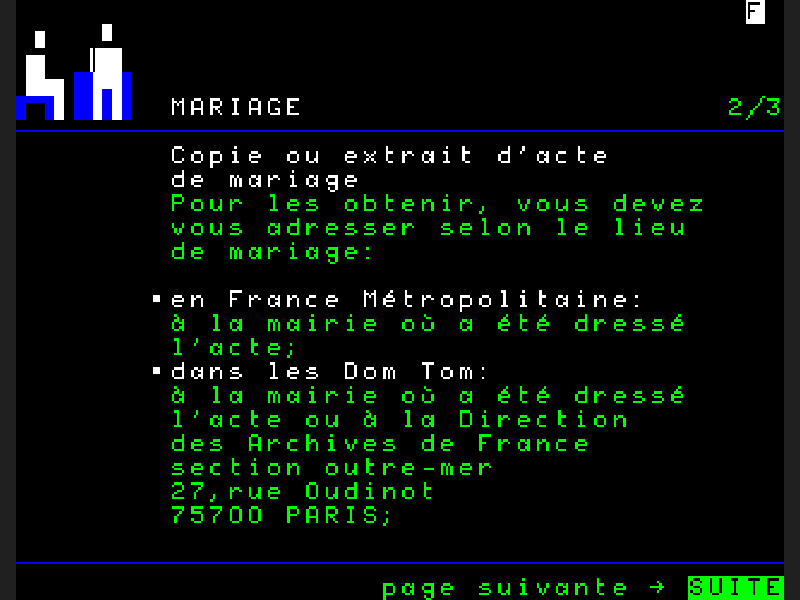 F
MARIAGE 2/3
Copie ou extrait d'acte
de mariage
Pour les obtenir, vous devez
vous adresser selon le lieu
de mariage:
▪en France Métropolitaine:
à la mairie où a été dressé
l'acte;
▪dans les Dom Tom:
à la mairie où a été dressé
l'acte ou à la Direction
des Archives de France
section outre-mer
27,rue Oudinot
75700 PARIS;
page suivante → SUITE